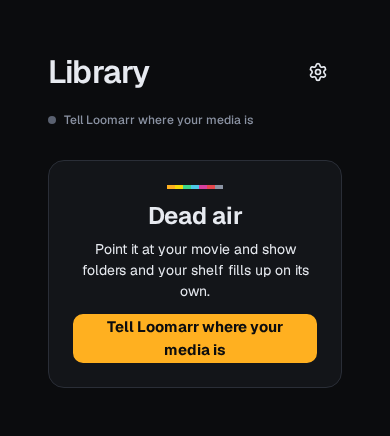 Library
Tell Loomarr where your media is
Dead air
Point it at your movie and show
folders and your shelf fills up on its
own.
Tell Loomarr where your
media is